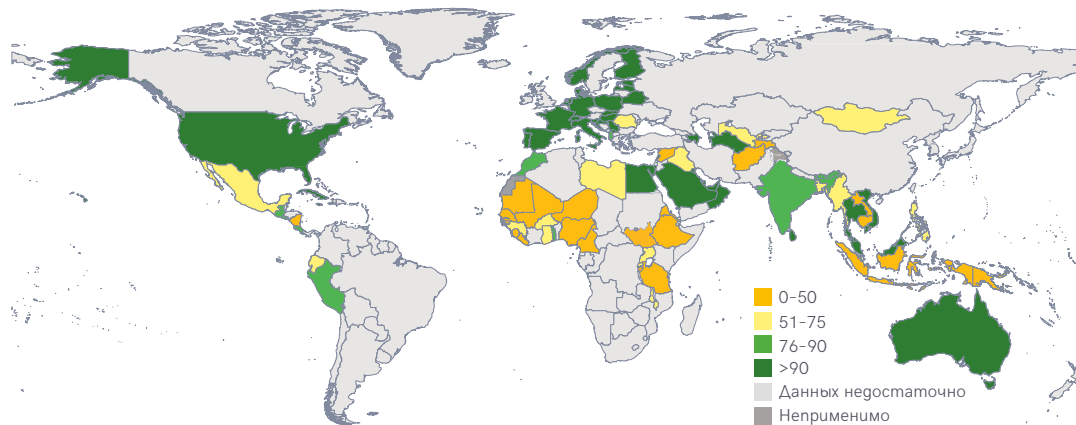 0–50
51–75
76–90
>90
Данных недостаточно
Неприменимо